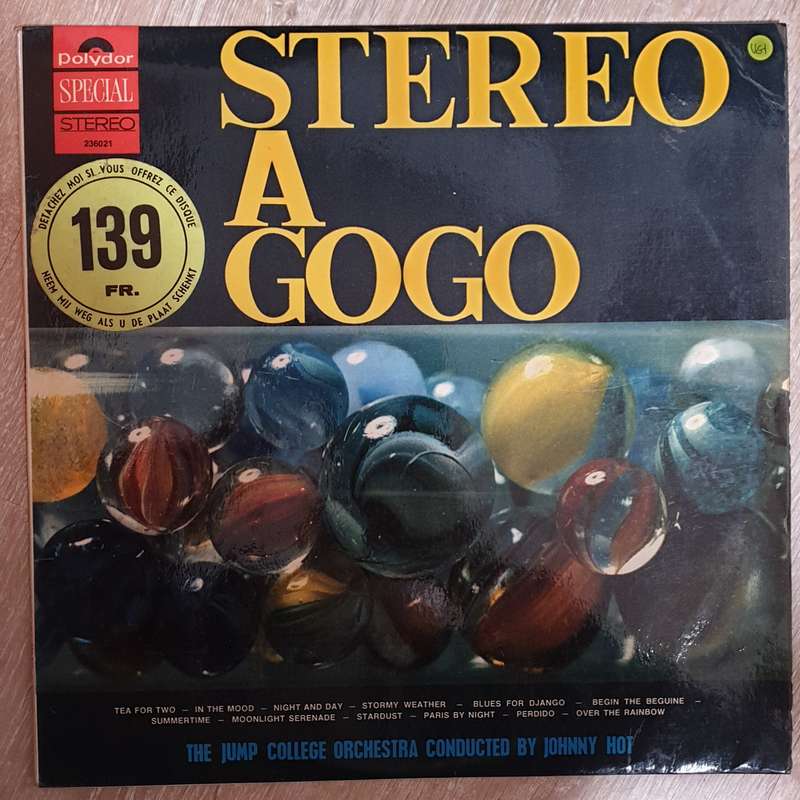 polydor
SPECIAL
STEREO
236021
STEREO
A
GOGO
DETACHEZ MOI SI...VOUS OFFREZ CE DISQUE
139
FR.
NEEM MIJ WEG ALS U DE PLAAT SCHENKT
TEA FOR TWO – IN THE MOOD – NIGHT AND DAY – STORMY WEATHER – BLUES FOR DJANGO – BEGIN THE BEGUINE –
SUMMERTIME – MOONLIGHT SERENADE – STARDUST – PARIS BY NIGHT – PERDIDO – OVER THE RAINBOW
THE JUMP COLLEGE ORCHESTRA CONDUCTED BY JOHNNY HOT